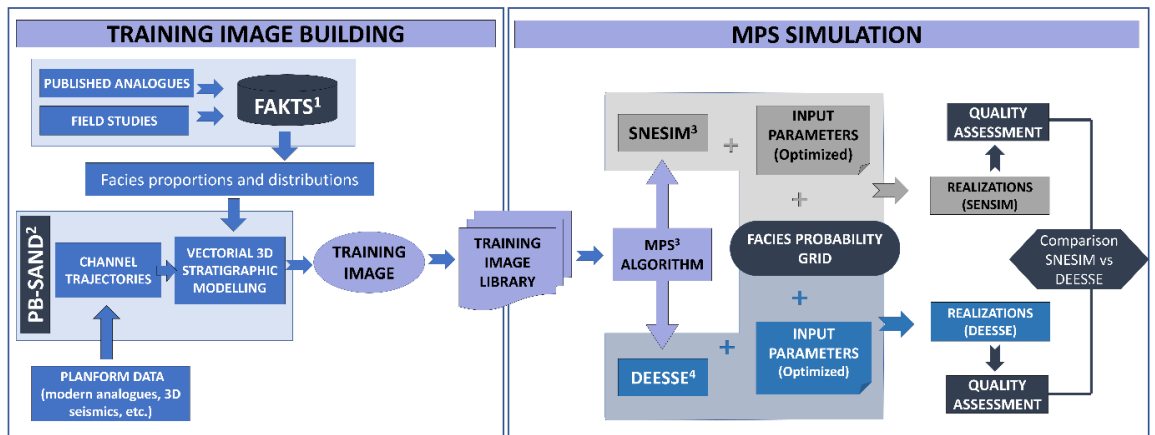 TRAINING IMAGE BUILDING
PUBLISHED ANALOGUES
FIELD STUDIES
FAKTS¹
Facies proportions and distributions
PB-SAND²
CHANNEL
TRAJECTORIES
VECTORIAL 3D
STRATIGRAPHIC
MODELLING
PLANFORM DATA
(modern analogues, 3D
seismics, etc.)
TRAINING
IMAGE
TRAINING
IMAGE
LIBRARY
MPS SIMULATION
MPS³
ALGORITHM
SNESIM³
+
INPUT
PARAMETERS
(Optimized)
+
FACIES PROBABILITY
GRID
+
DEESSE⁴
+
INPUT
PARAMETERS
(Optimized)
QUALITY
ASSESSMENT
REALIZATIONS
(SENSIM)
Comparison
SNESIM vs
DEESSE
REALIZATIONS
(DEESSE)
QUALITY
ASSESSMENT